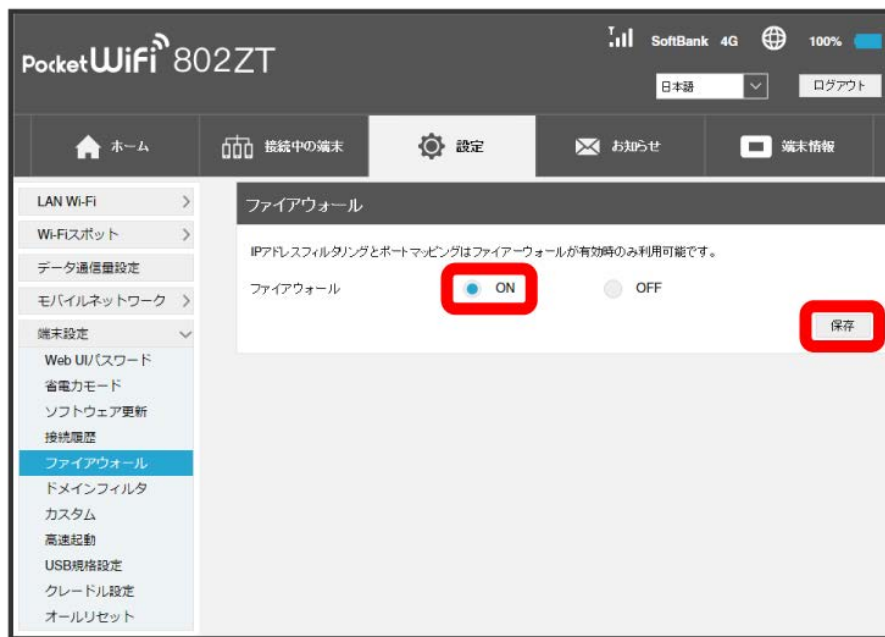 Pocket WiFi 802ZT
SoftBank 4G 100%
日本語 ログアウト
ホーム 接続中の端末 設定 お知らせ 端末情報
LAN Wi-Fi
Wi-Fiスポット
データ通信量設定
モバイルネットワーク
端末設定
Web UIパスワード
省電力モード
ソフトウェア更新
接続履歴
ファイアウォール
ドメインフィルタ
カスタム
高速起動
USB規格設定
クレードル設定
オールリセット
ファイアウォール
IPアドレスフィルタリングとポートマッピングはファイアーウォールが有効時のみ利用可能です。
ファイアウォール ON OFF
保存